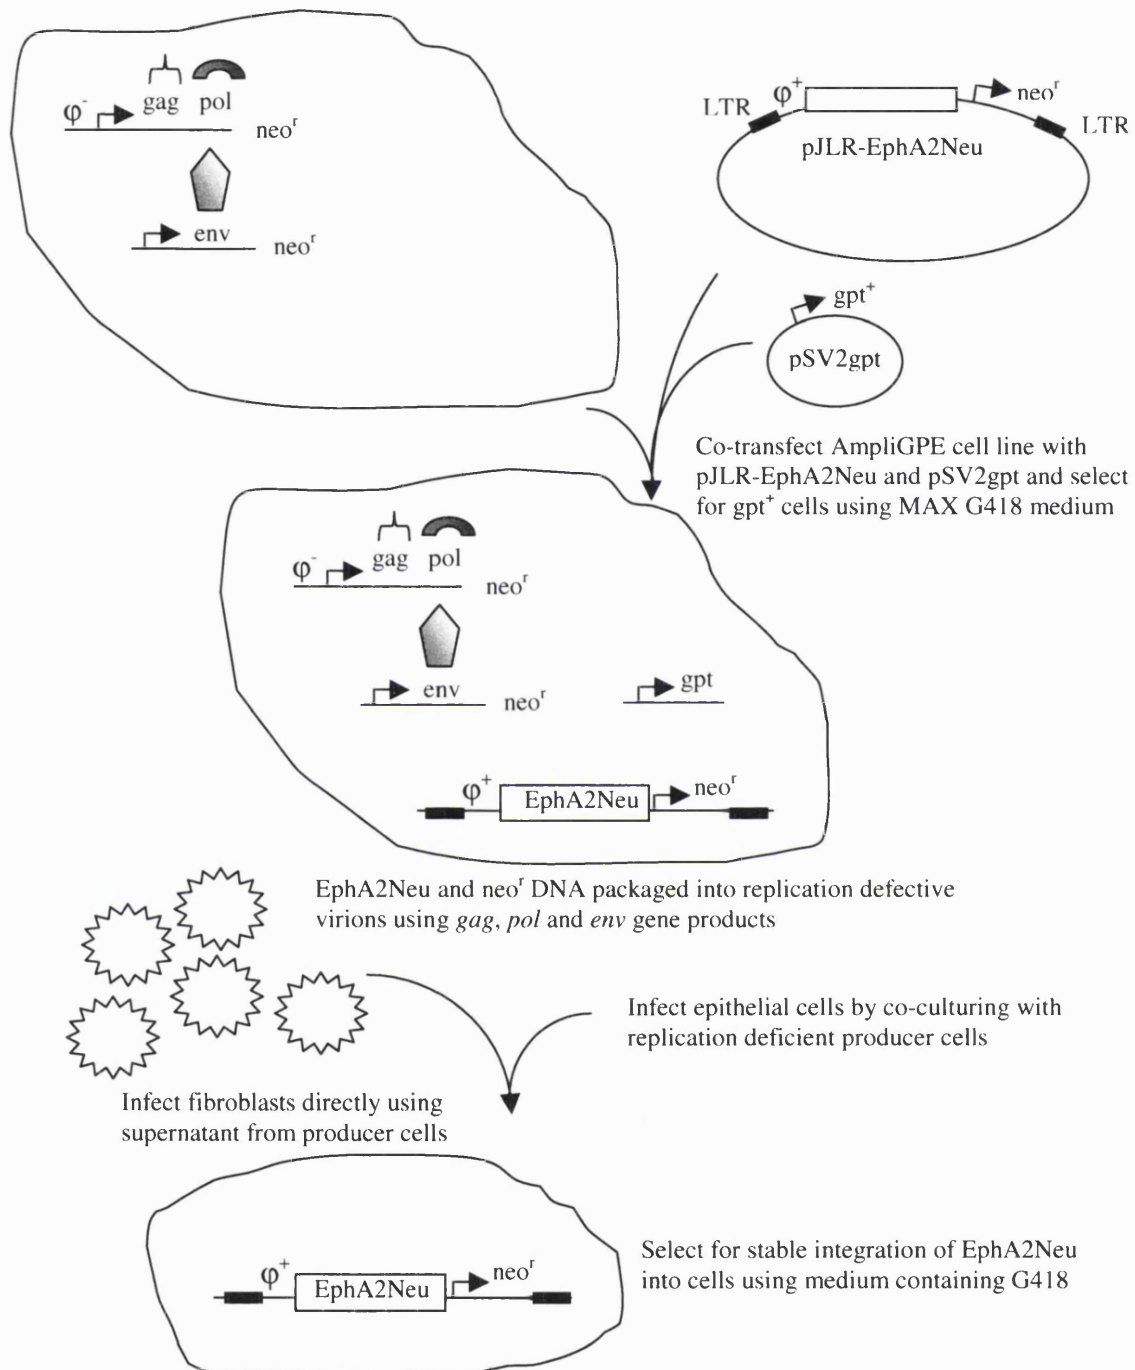 gag pol
φ⁻
neoʳ
env
neoʳ
φ⁺
neoʳ
LTR
LTR
pJLR-EphA2Neu
gpt⁺
pSV2gpt
Co-transfect AmpliGPE cell line with
pJLR-EphA2Neu and pSV2gpt and select
for gpt⁺ cells using MAX G418 medium
gag pol
φ⁻
neoʳ
env
neoʳ
gpt
φ⁺
EphA2Neu
neoʳ
EphA2Neu and neoʳ DNA packaged into replication defective
virions using gag, pol and env gene products
Infect epithelial cells by co-culturing with
replication deficient producer cells
Infect fibroblasts directly using
supernatant from producer cells
φ⁺
EphA2Neu
neoʳ
Select for stable integration of EphA2Neu
into cells using medium containing G418